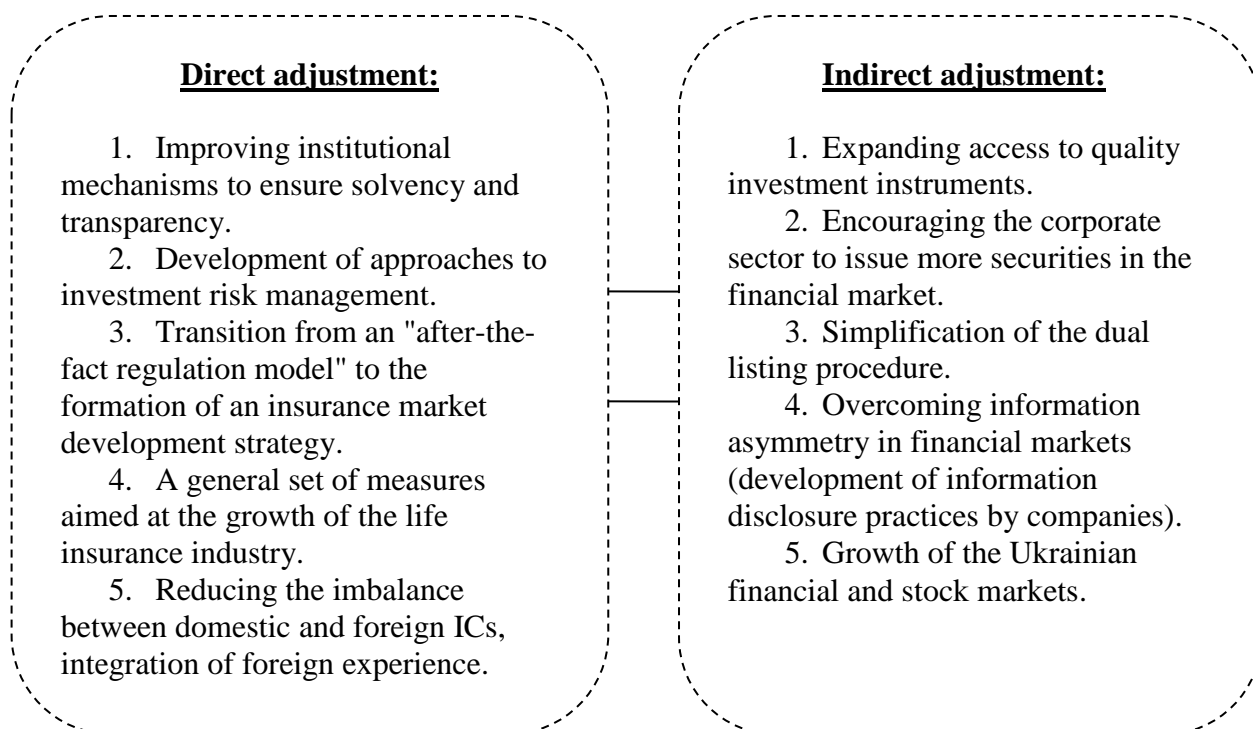 Direct adjustment:
1. Improving institutional
mechanisms to ensure solvency and
transparency.
2. Development of approaches to
investment risk management.
3. Transition from an "after-the-
fact regulation model" to the
formation of an insurance market
development strategy.
4. A general set of measures
aimed at the growth of the life
insurance industry.
5. Reducing the imbalance
between domestic and foreign ICs,
integration of foreign experience.
Indirect adjustment:
1. Expanding access to quality
investment instruments.
2. Encouraging the corporate
sector to issue more securities in the
financial market.
3. Simplification of the dual
listing procedure.
4. Overcoming information
asymmetry in financial markets
(development of information
disclosure practices by companies).
5. Growth of the Ukrainian
financial and stock markets.